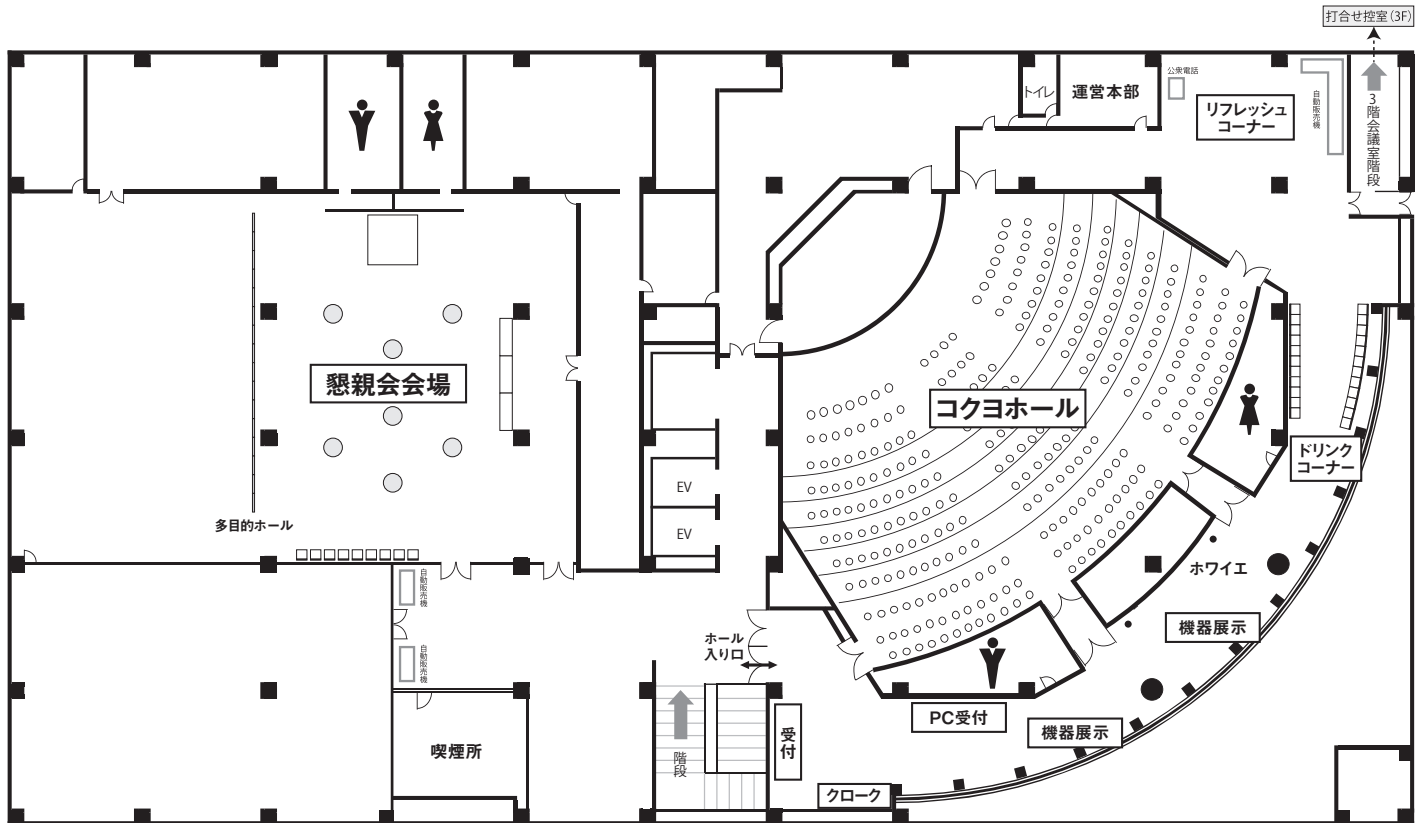 打合せ控室(3F)
公衆電話
自動販売機
トイレ
運営本部
リフレッシュ
コーナー
3階会議室階段
懇親会会場
コクヨホール
ドリンク
コーナー
EV
EV
多目的ホール
自動販売機
自動販売機
ホワイエ
機器展示
ホール
入り口
PC受付
機器展示
受付
階段
喫煙所
クローク